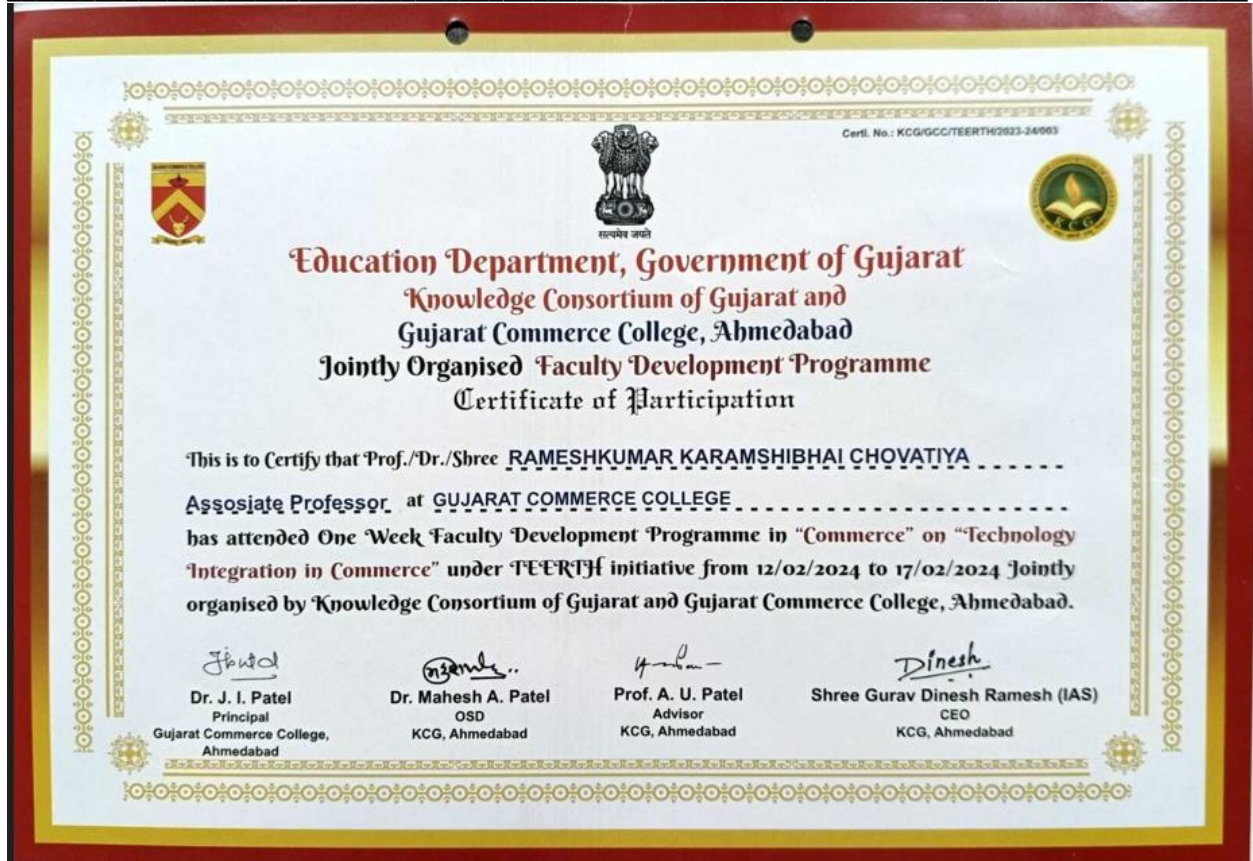 Certi. No.: KCG/GCC/TEERTH/2023-24/003
GUJARAT COMMERCE COLLEGE
सत्यमेव जयते
KCG
Education Department, Government of Gujarat
Knowledge Consortium of Gujarat and
Gujarat Commerce College, Ahmedabad
Jointly Organised Faculty Development Programme
Certificate of Participation
This is to Certify that Prof./Dr./Shree RAMESHKUMAR KARAMSHIBHAI CHOVATIYA
Assosiate Professor at GUJARAT COMMERCE COLLEGE
has attended One Week Faculty Development Programme in “Commerce” on “Technology
Integration in Commerce” under TEERTH initiative from 12/02/2024 to 17/02/2024 Jointly
organised by Knowledge Consortium of Gujarat and Gujarat Commerce College, Ahmedabad.
Dinesh
Dr. J. I. Patel
Principal
Gujarat Commerce College,
Ahmedabad
Dr. Mahesh A. Patel
OSD
KCG, Ahmedabad
Prof. A. U. Patel
Advisor
KCG, Ahmedabad
Shree Gurav Dinesh Ramesh (IAS)
CEO
KCG, Ahmedabad